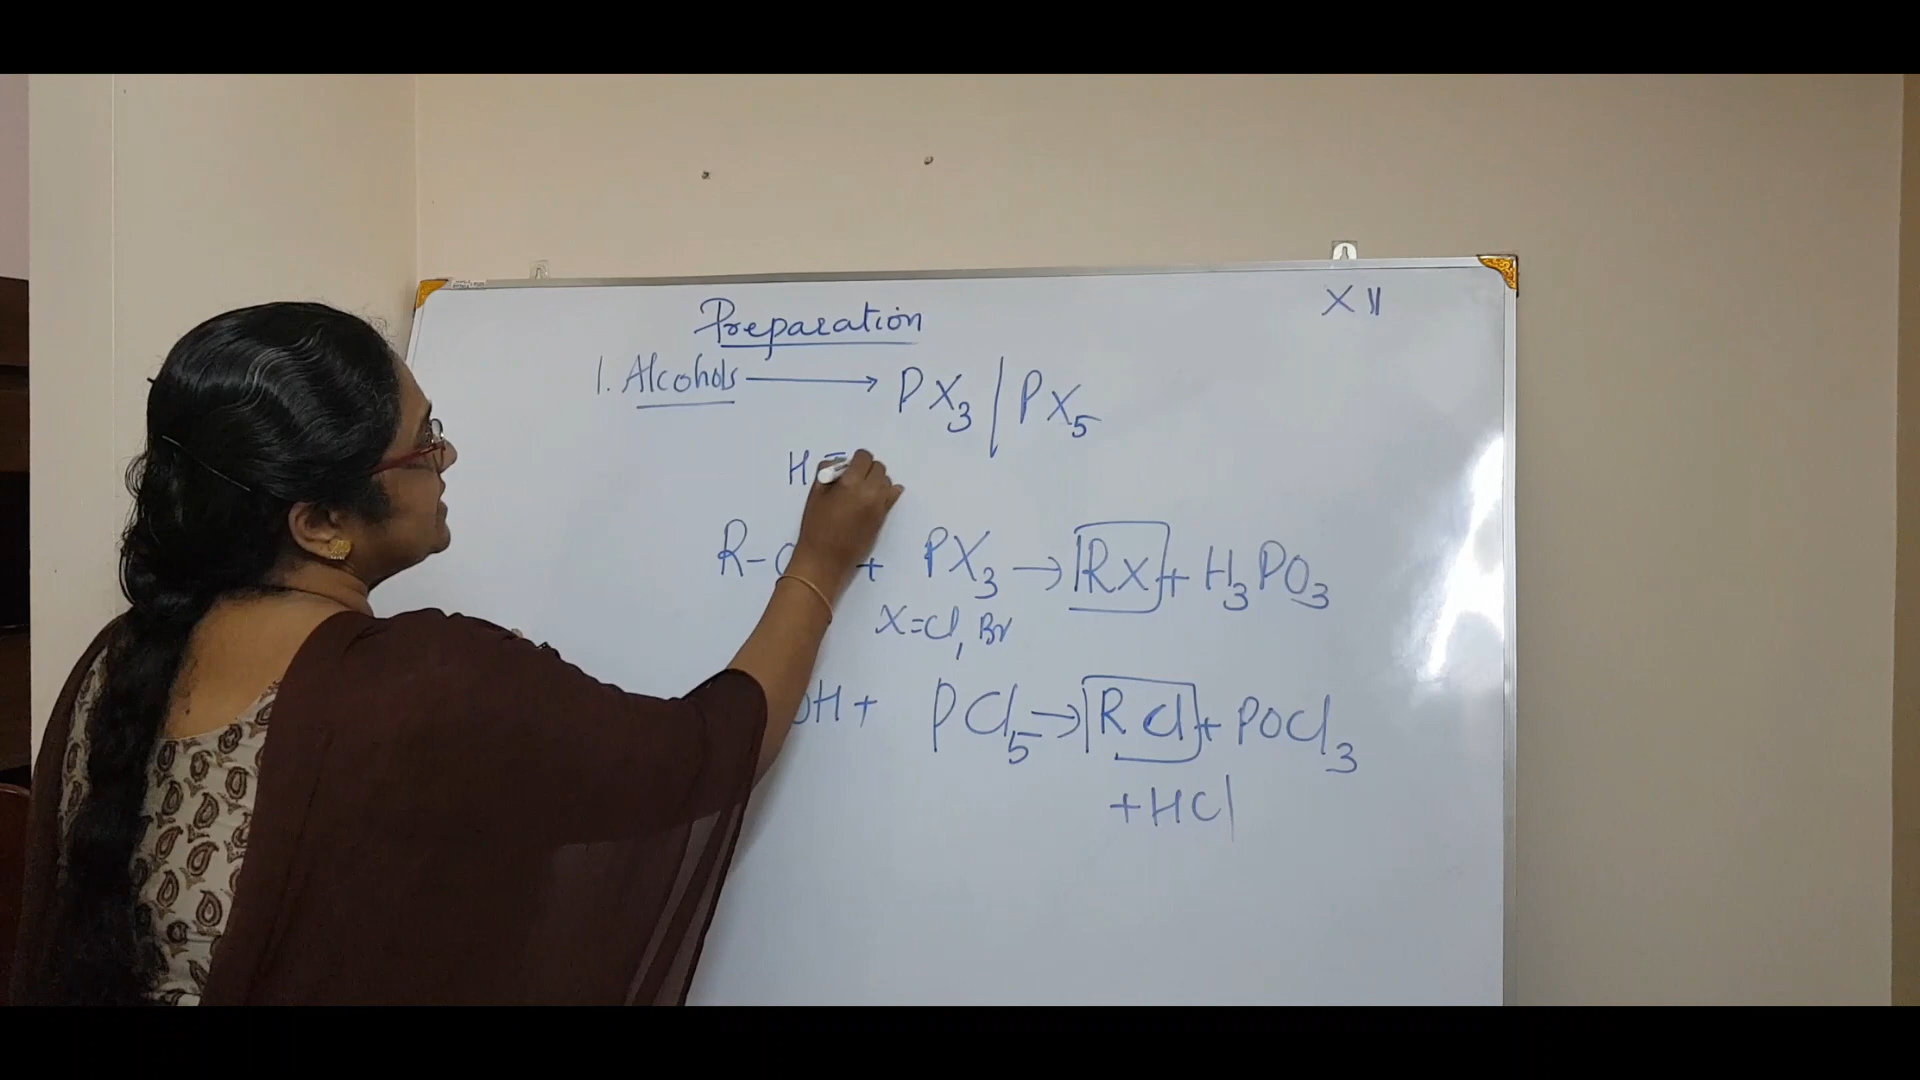 Preparation
XII
1. Alcohols → PX₃ / PX₅
H
R-O + PX₃ → RX + H₃PO₃
X=Cl, Br
OH + PCl₅ → RCl + POCl₃
+HCl